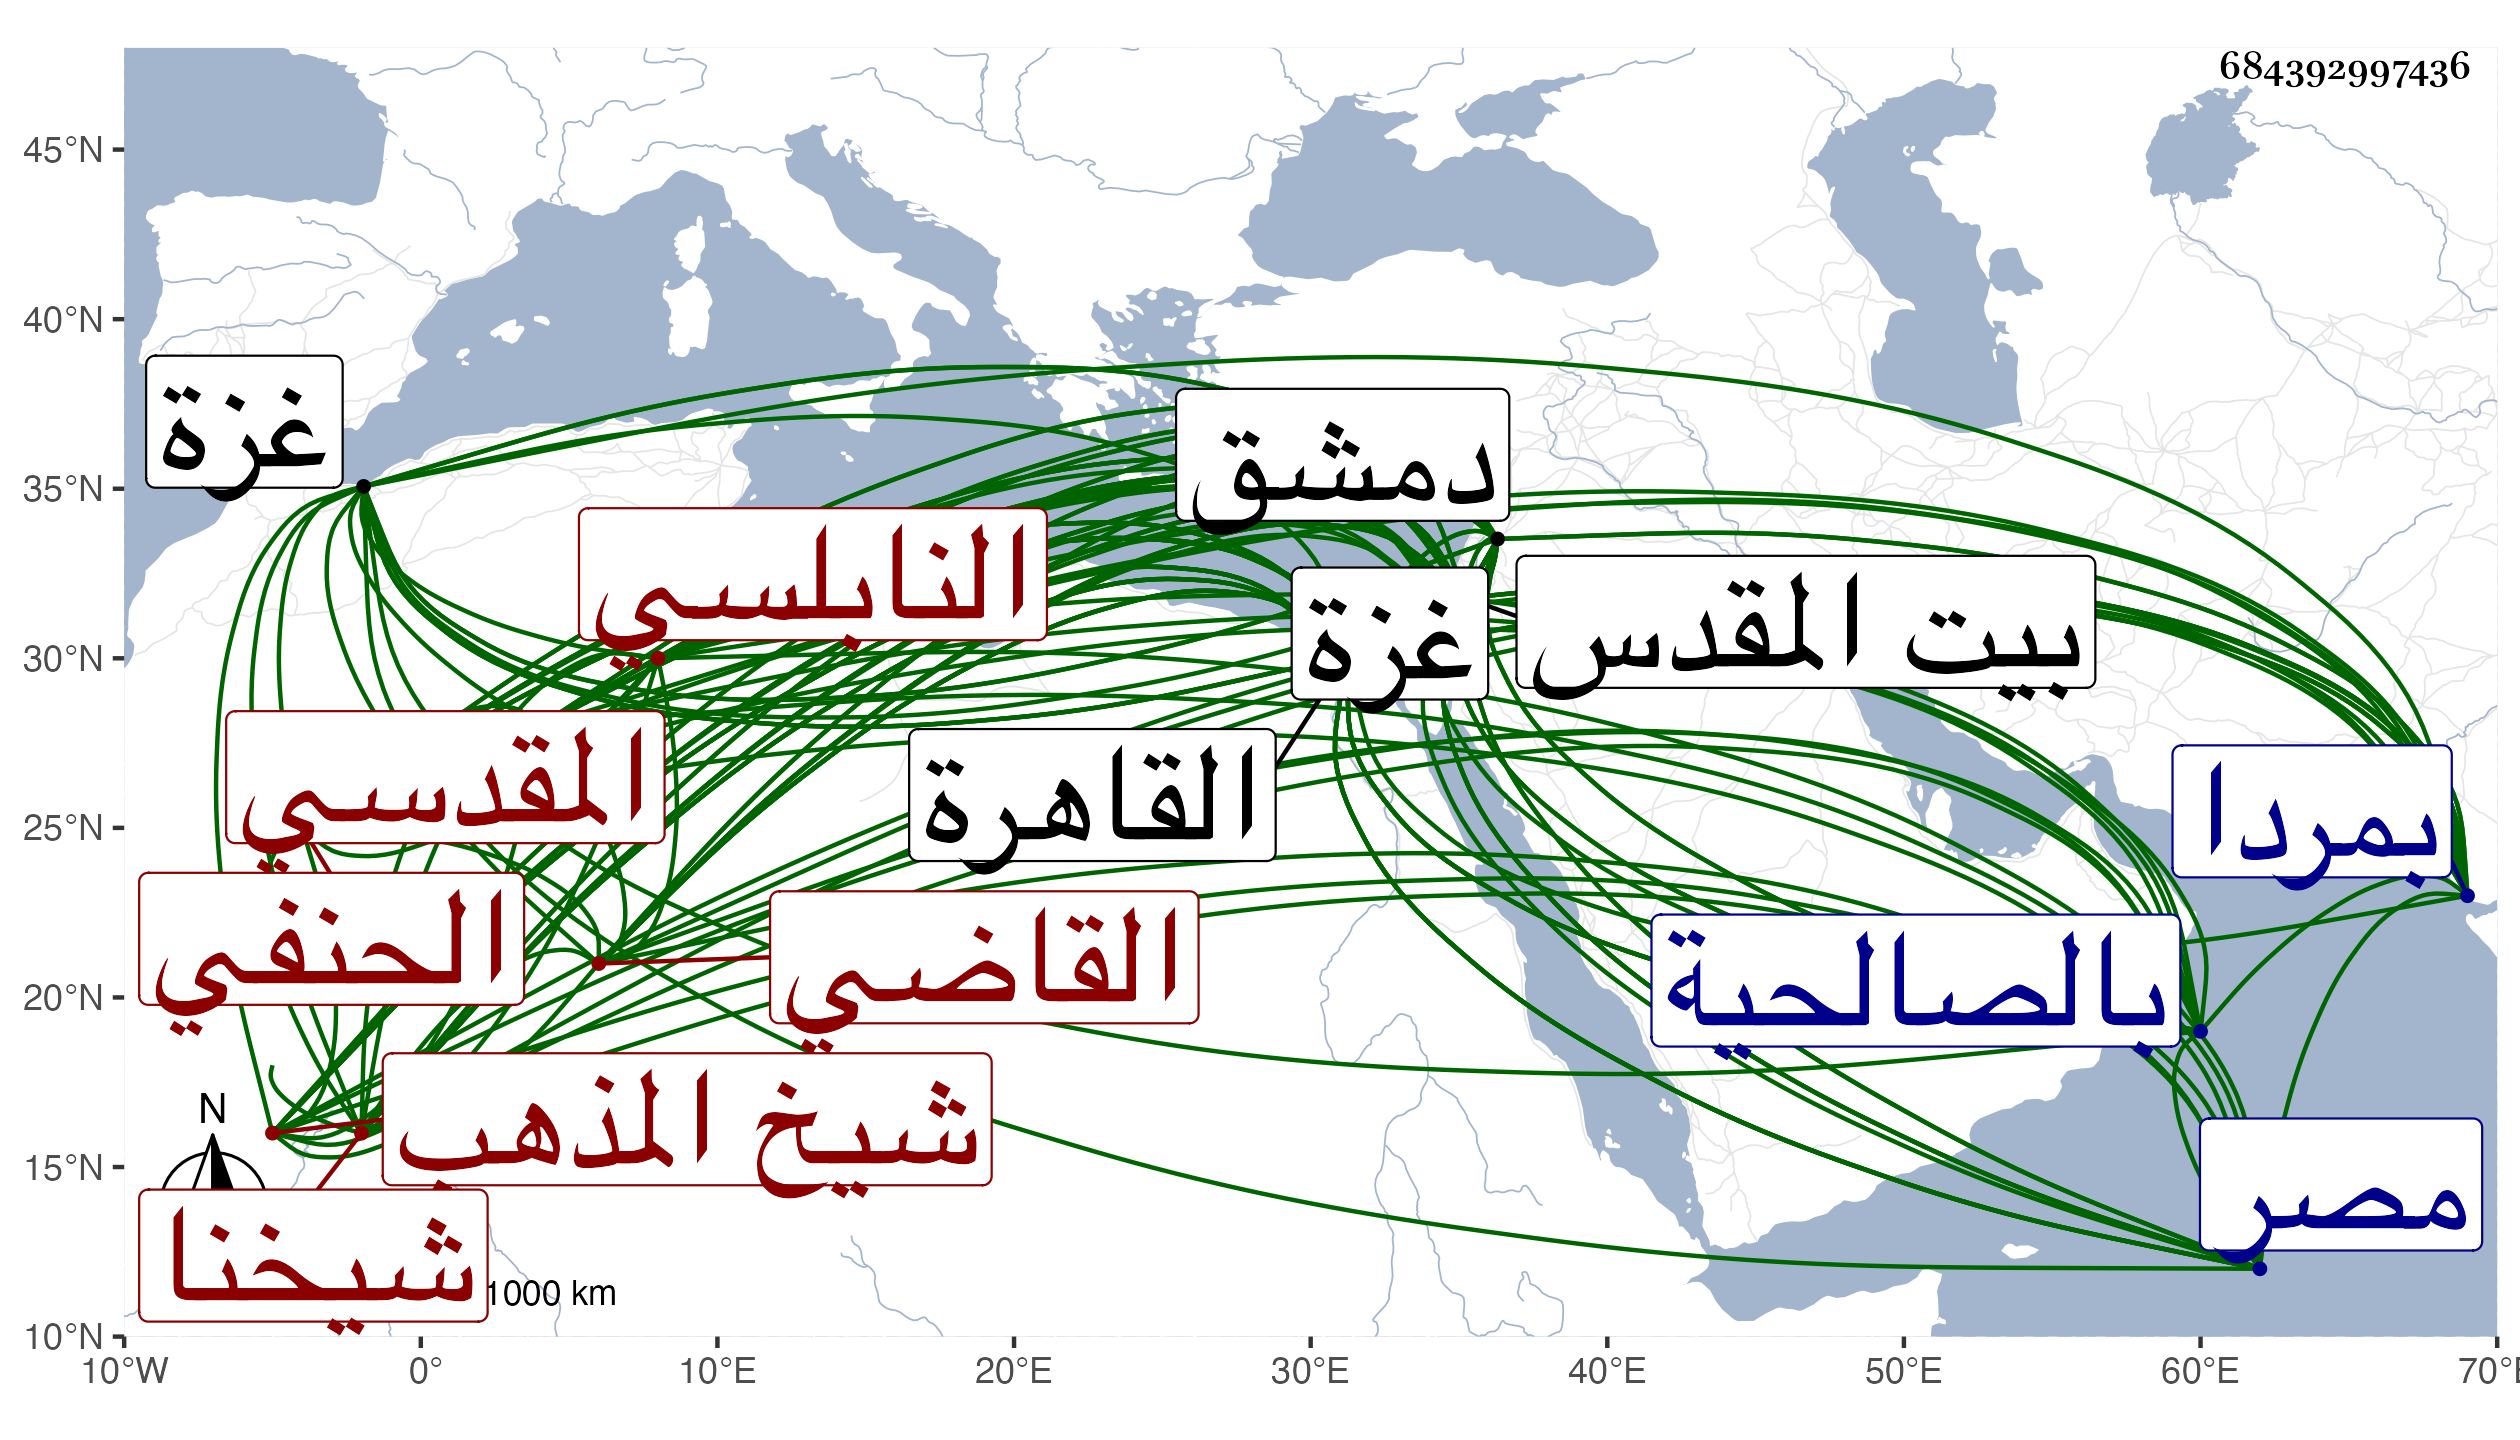 684392997436
45°N
40°N
غزة
دمشق
35°N
النابلسي
بيت المقدس
غزة
30°N
المقدسي
القاهرة
بمردا
25°N
الحنفي
القاضي
بالصالحية
20°N
N
شيخ المذهب
15°N
مصر
شيخنا
1000 km
10°N
10°W
0°
10°E
20°E
30°E
40°E
50°E
60°E
70°E